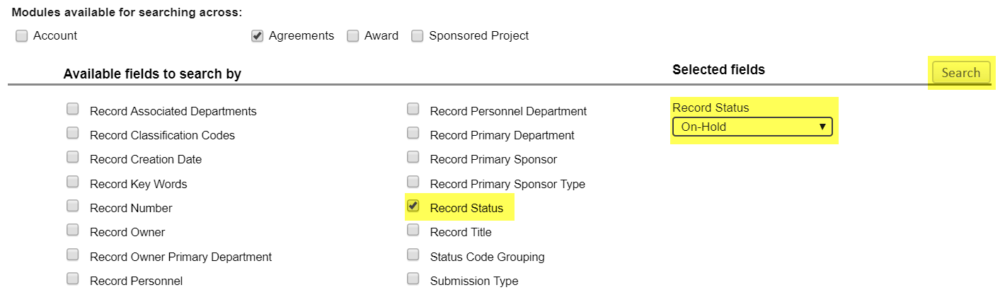 Modules available for searching across:
Account Agreements Award Sponsored Project
Available fields to search by Selected fields Search
Record Associated Departments Record Personnel Department Record Status
Record Classification Codes Record Primary Department On-Hold
Record Creation Date Record Primary Sponsor
Record Key Words Record Primary Sponsor Type
Record Number Record Status
Record Owner Record Title
Record Owner Primary Department Status Code Grouping
Record Personnel Submission Type